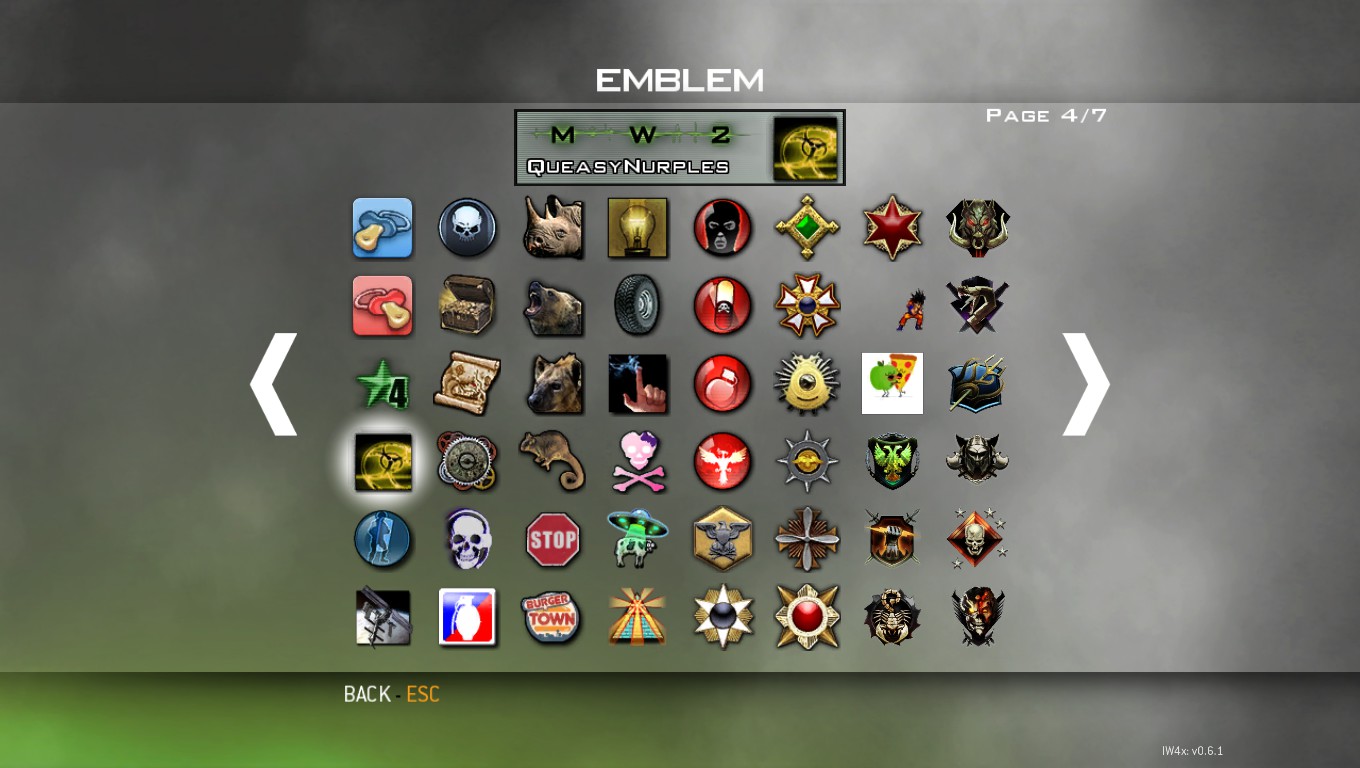 EMBLEM
Page 4/7
M W 2
QueasyNurples
4
STOP
BURGER
TOWN
BACK - ESC
IW4x: v0.6.1